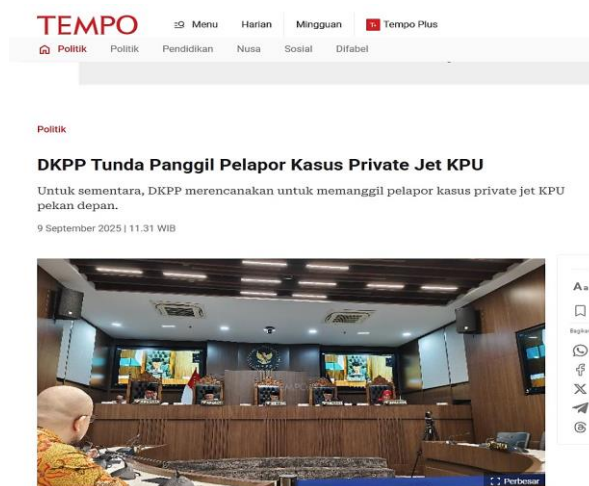 TEMPO
Menu Harian Mingguan Tempo Plus
Politik Politik Pendidikan Nusa Sosial Difabel
Politik
DKPP Tunda Panggil Pelapor Kasus Private Jet KPU
Untuk sementara, DKPP merencanakan untuk memanggil pelapor kasus private jet KPU
pekan depan.
9 September 2025 | 11.31 WIB
Aa
Bagikan
Perbesar